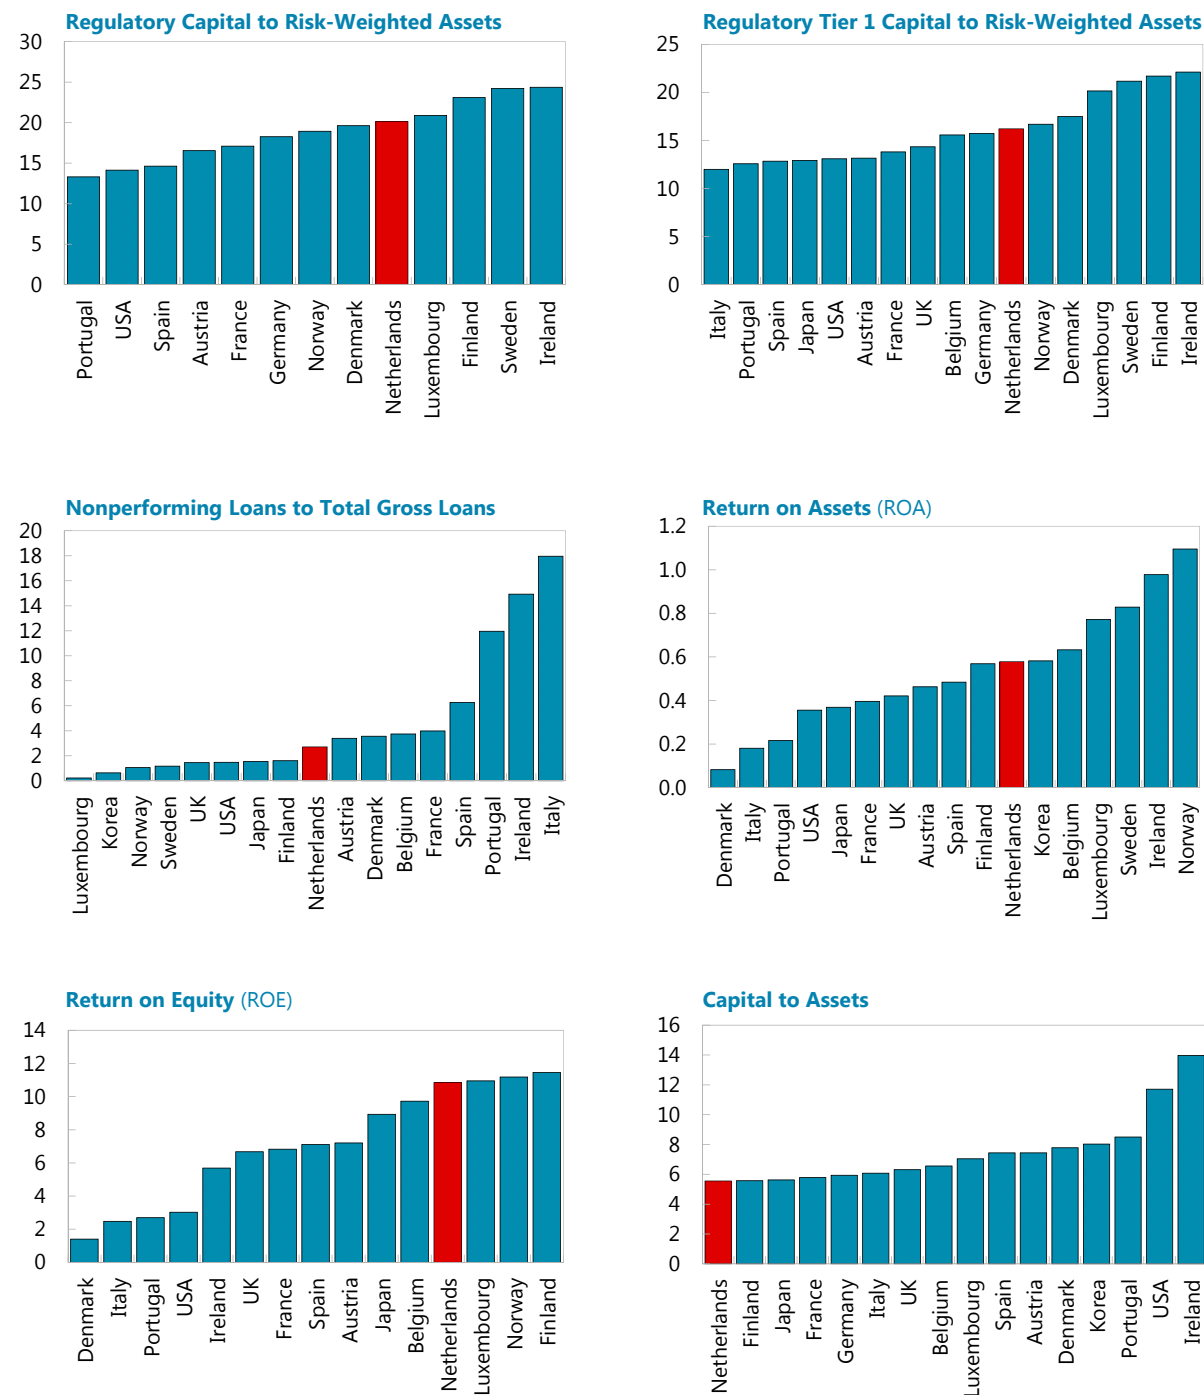 Regulatory Capital to Risk-Weighted Assets
30
25
20
15
10
5
0
Portugal
USA
Spain
Austria
France
Germany
Norway
Denmark
Netherlands
Luxembourg
Finland
Sweden
Ireland
Regulatory Tier 1 Capital to Risk-Weighted Assets
25
20
15
10
5
0
Italy
Portugal
Spain
Japan
USA
Austria
France
UK
Belgium
Germany
Netherlands
Norway
Denmark
Luxembourg
Sweden
Finland
Ireland
Nonperforming Loans to Total Gross Loans
20
18
16
14
12
10
8
6
4
2
0
Luxembourg
Korea
Norway
Sweden
UK
USA
Japan
Finland
Netherlands
Austria
Denmark
Belgium
France
Spain
Portugal
Ireland
Italy
Return on Assets (ROA)
1.2
1.0
0.8
0.6
0.4
0.2
0.0
Denmark
Italy
Portugal
USA
Japan
France
UK
Austria
Spain
Finland
Netherlands
Korea
Belgium
Luxembourg
Sweden
Ireland
Norway
Return on Equity (ROE)
14
12
10
8
6
4
2
0
Denmark
Italy
Portugal
USA
Ireland
UK
France
Spain
Austria
Japan
Belgium
Netherlands
Luxembourg
Norway
Finland
Capital to Assets
16
14
12
10
8
6
4
2
0
Netherlands
Finland
Japan
France
Germany
Italy
UK
Belgium
Luxembourg
Spain
Austria
Denmark
Korea
Portugal
USA
Ireland